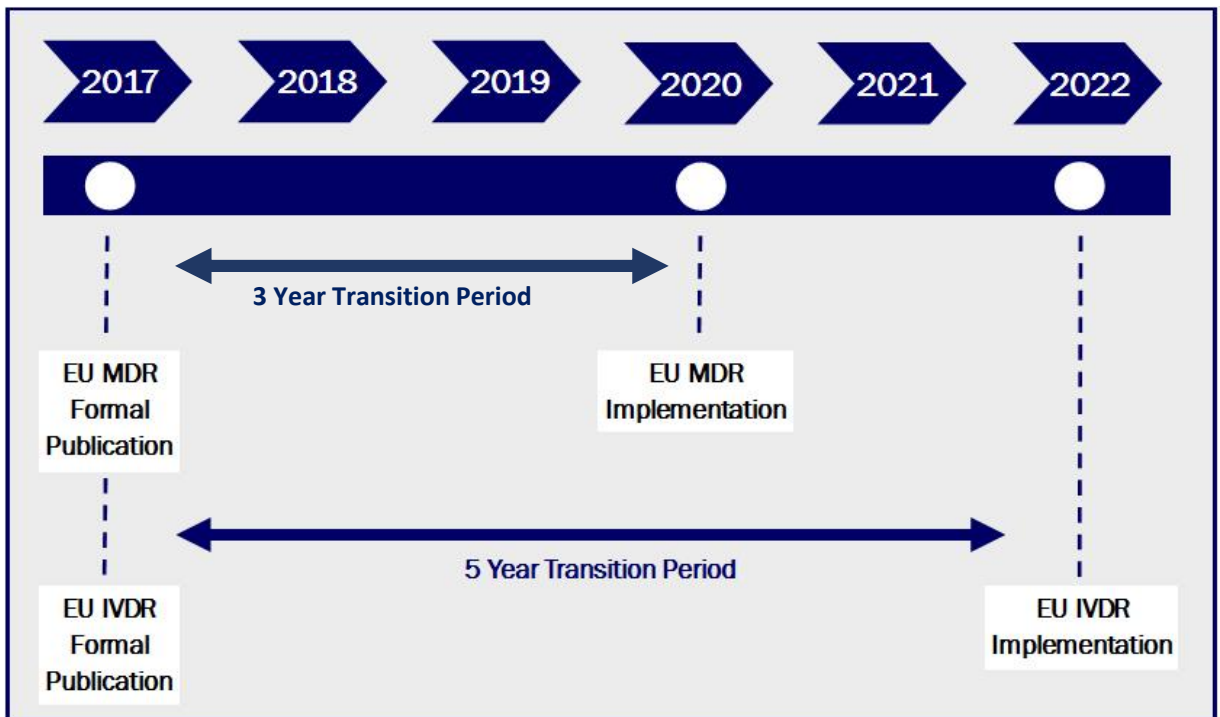 2017
2018
2019
2020
2021
2022
3 Year Transition Period
EU MDR
Formal
Publication
EU MDR
Implementation
5 Year Transition Period
EU IVDR
Formal
Publication
EU IVDR
Implementation